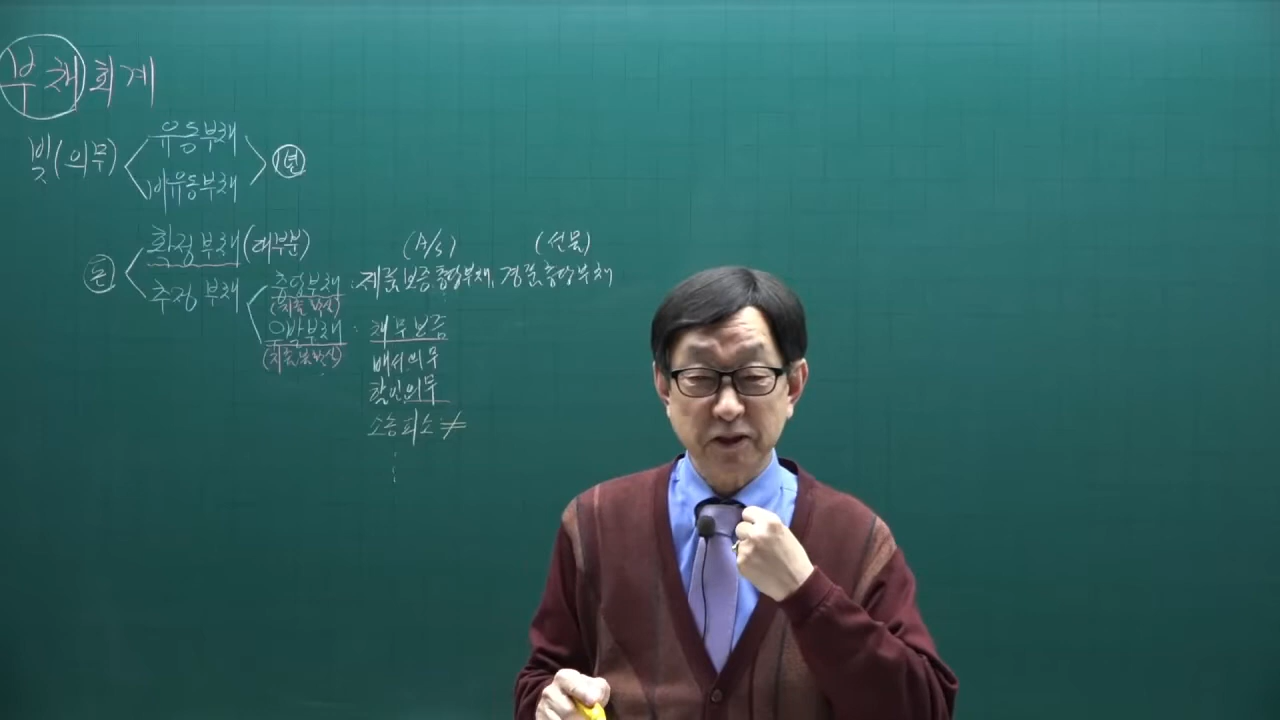 부채회계
빚(의무) 유동부채 1년
비유동부채
돈 확정부채(대부분) (A/S) (선물)
추정부채 충당부채 : 제품보증충당부채, 경품충당부채
(지출 확실)
우발부채 : 채무보증
(지출 불확실) 배서의무
할인의무
소송피소 ≠